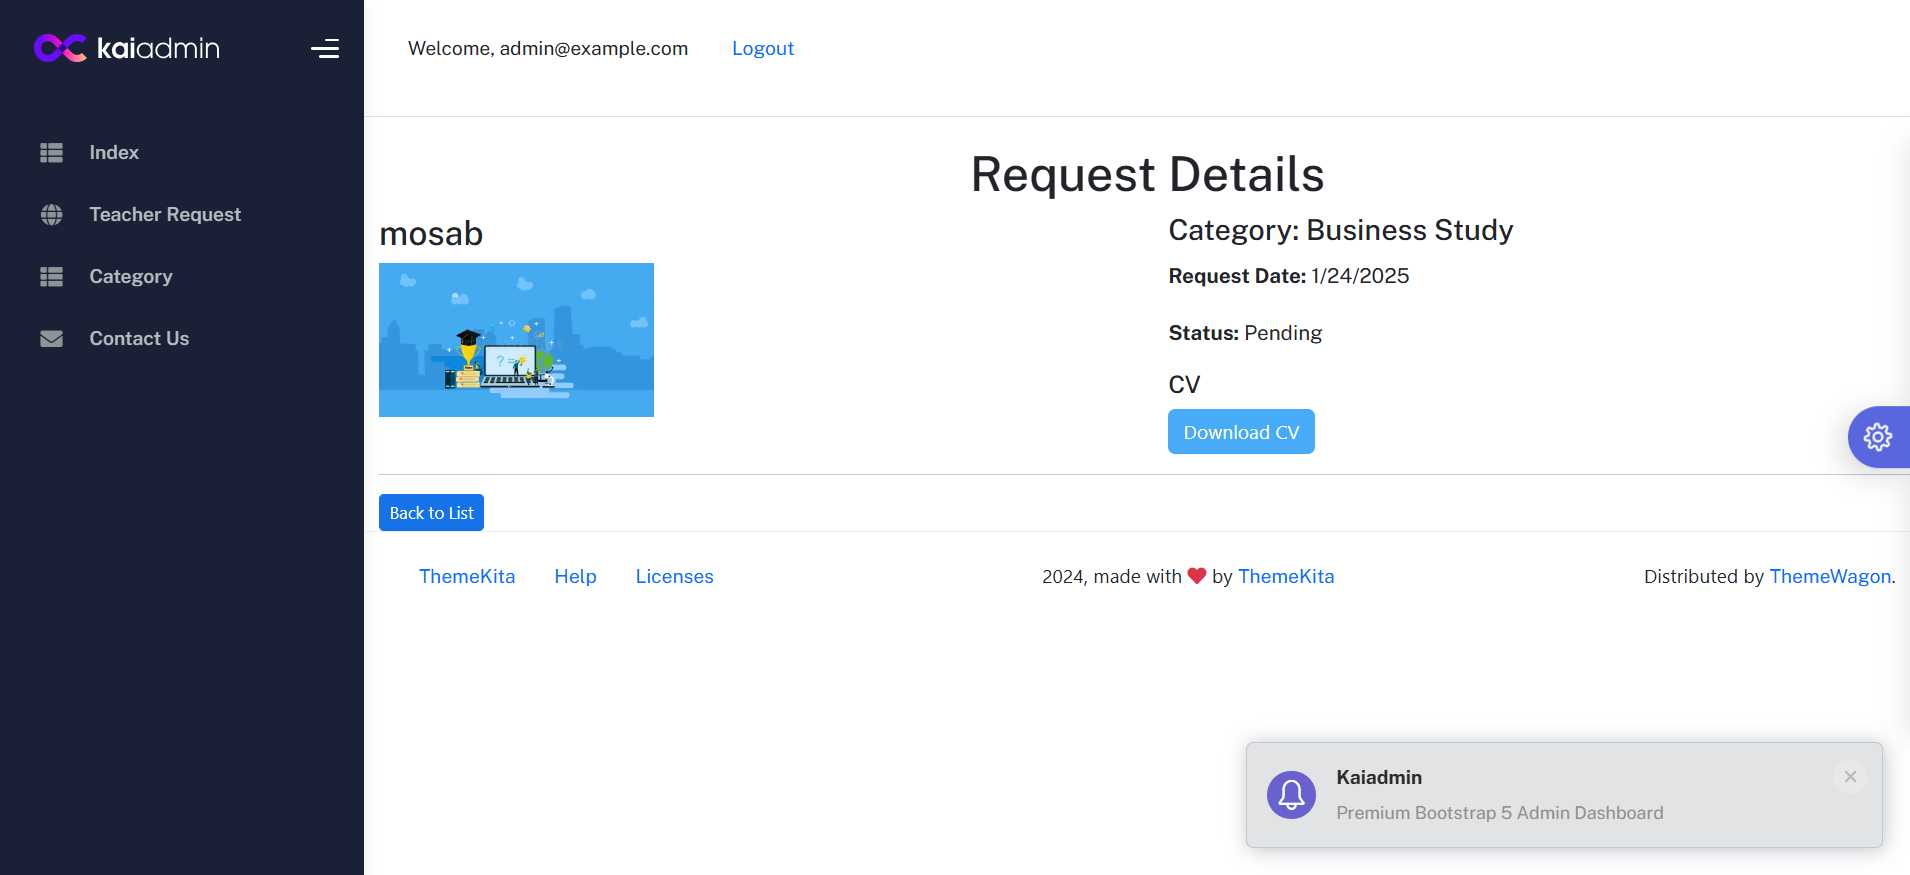 kaiadmin
Welcome, admin@example.com Logout
Index
Teacher Request
Category
Contact Us
Request Details
mosab
Category: Business Study
Request Date: 1/24/2025
Status: Pending
CV
Download CV
? =
Back to List
ThemeKita Help Licenses
2024, made with ❤ by ThemeKita
Distributed by ThemeWagon.
Kaiadmin
Premium Bootstrap 5 Admin Dashboard